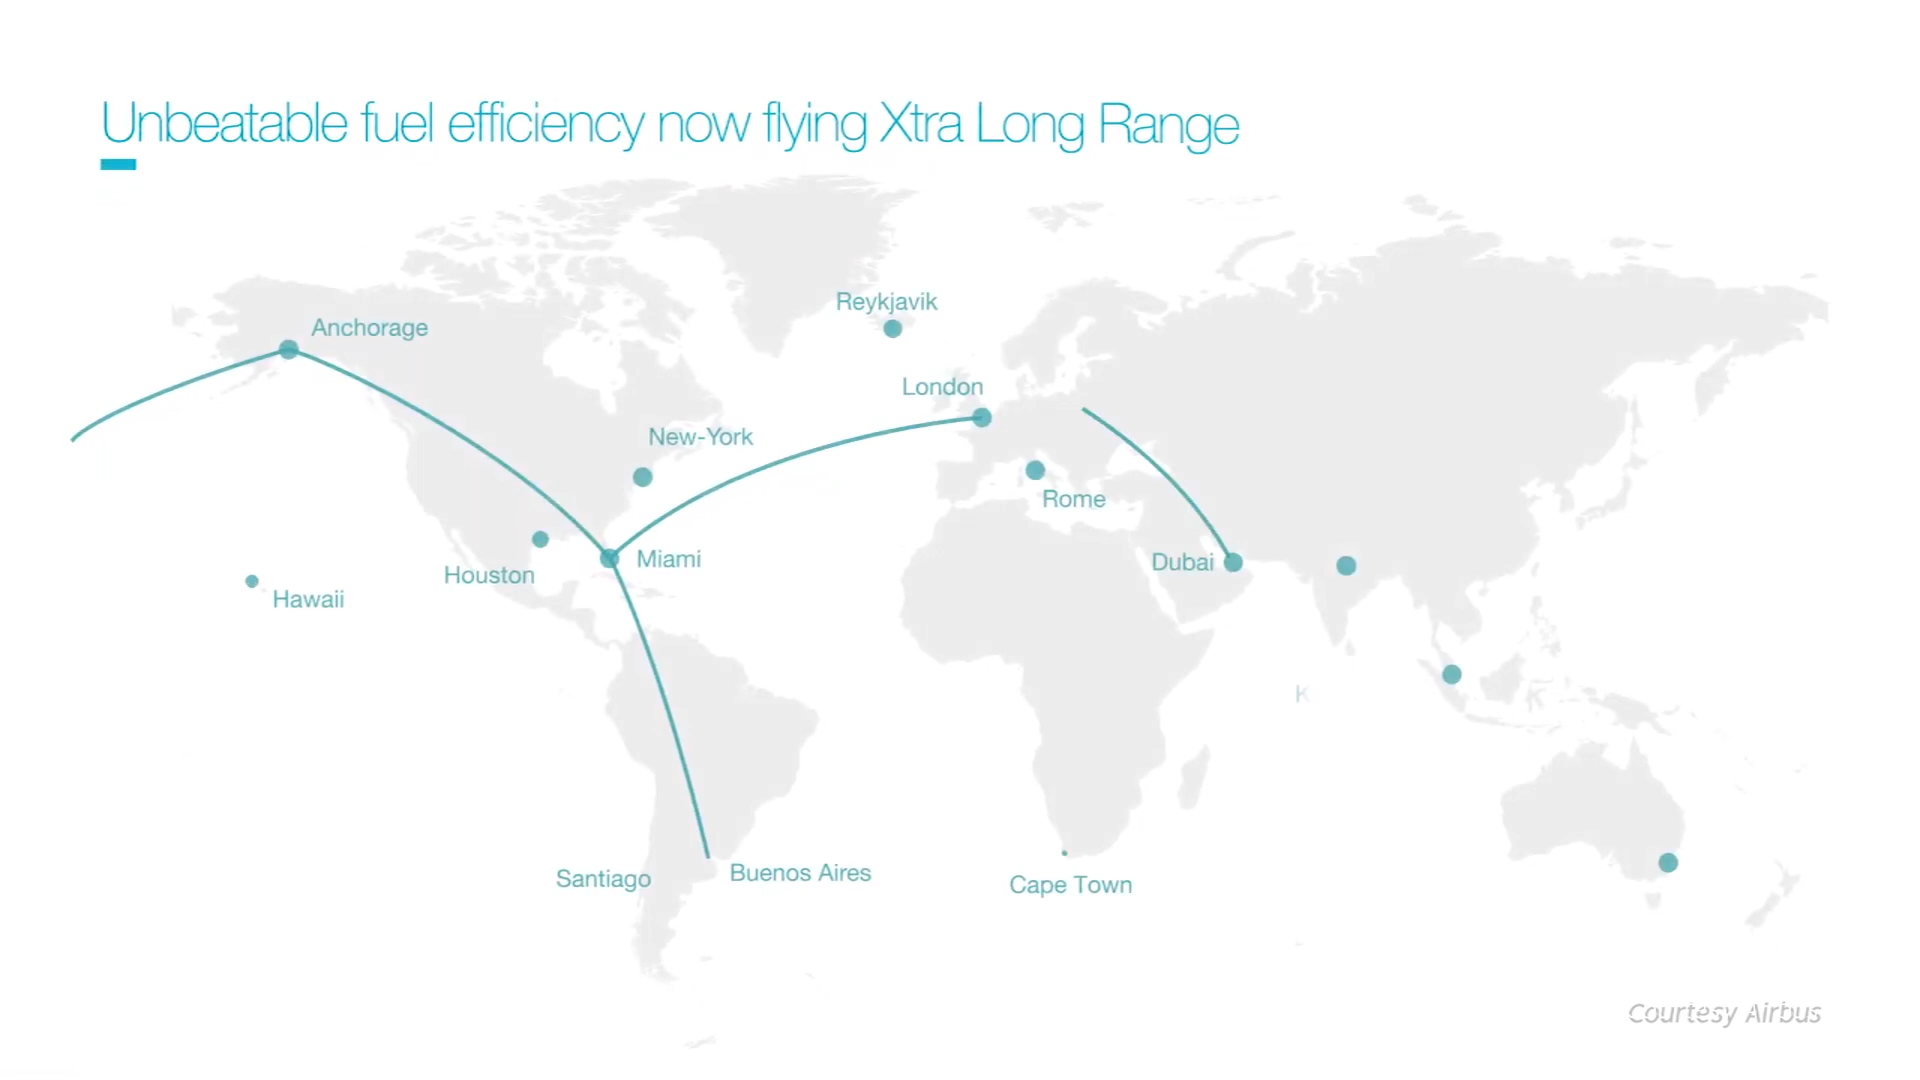 Unbeatable fuel efficiency now flying Xtra Long Range
Reykjavik
Anchorage
London
New-York
Rome
Miami
Dubai
Houston
Hawaii
K
Buenos Aires
Santiago
Cape Town
Courtesy Airbus